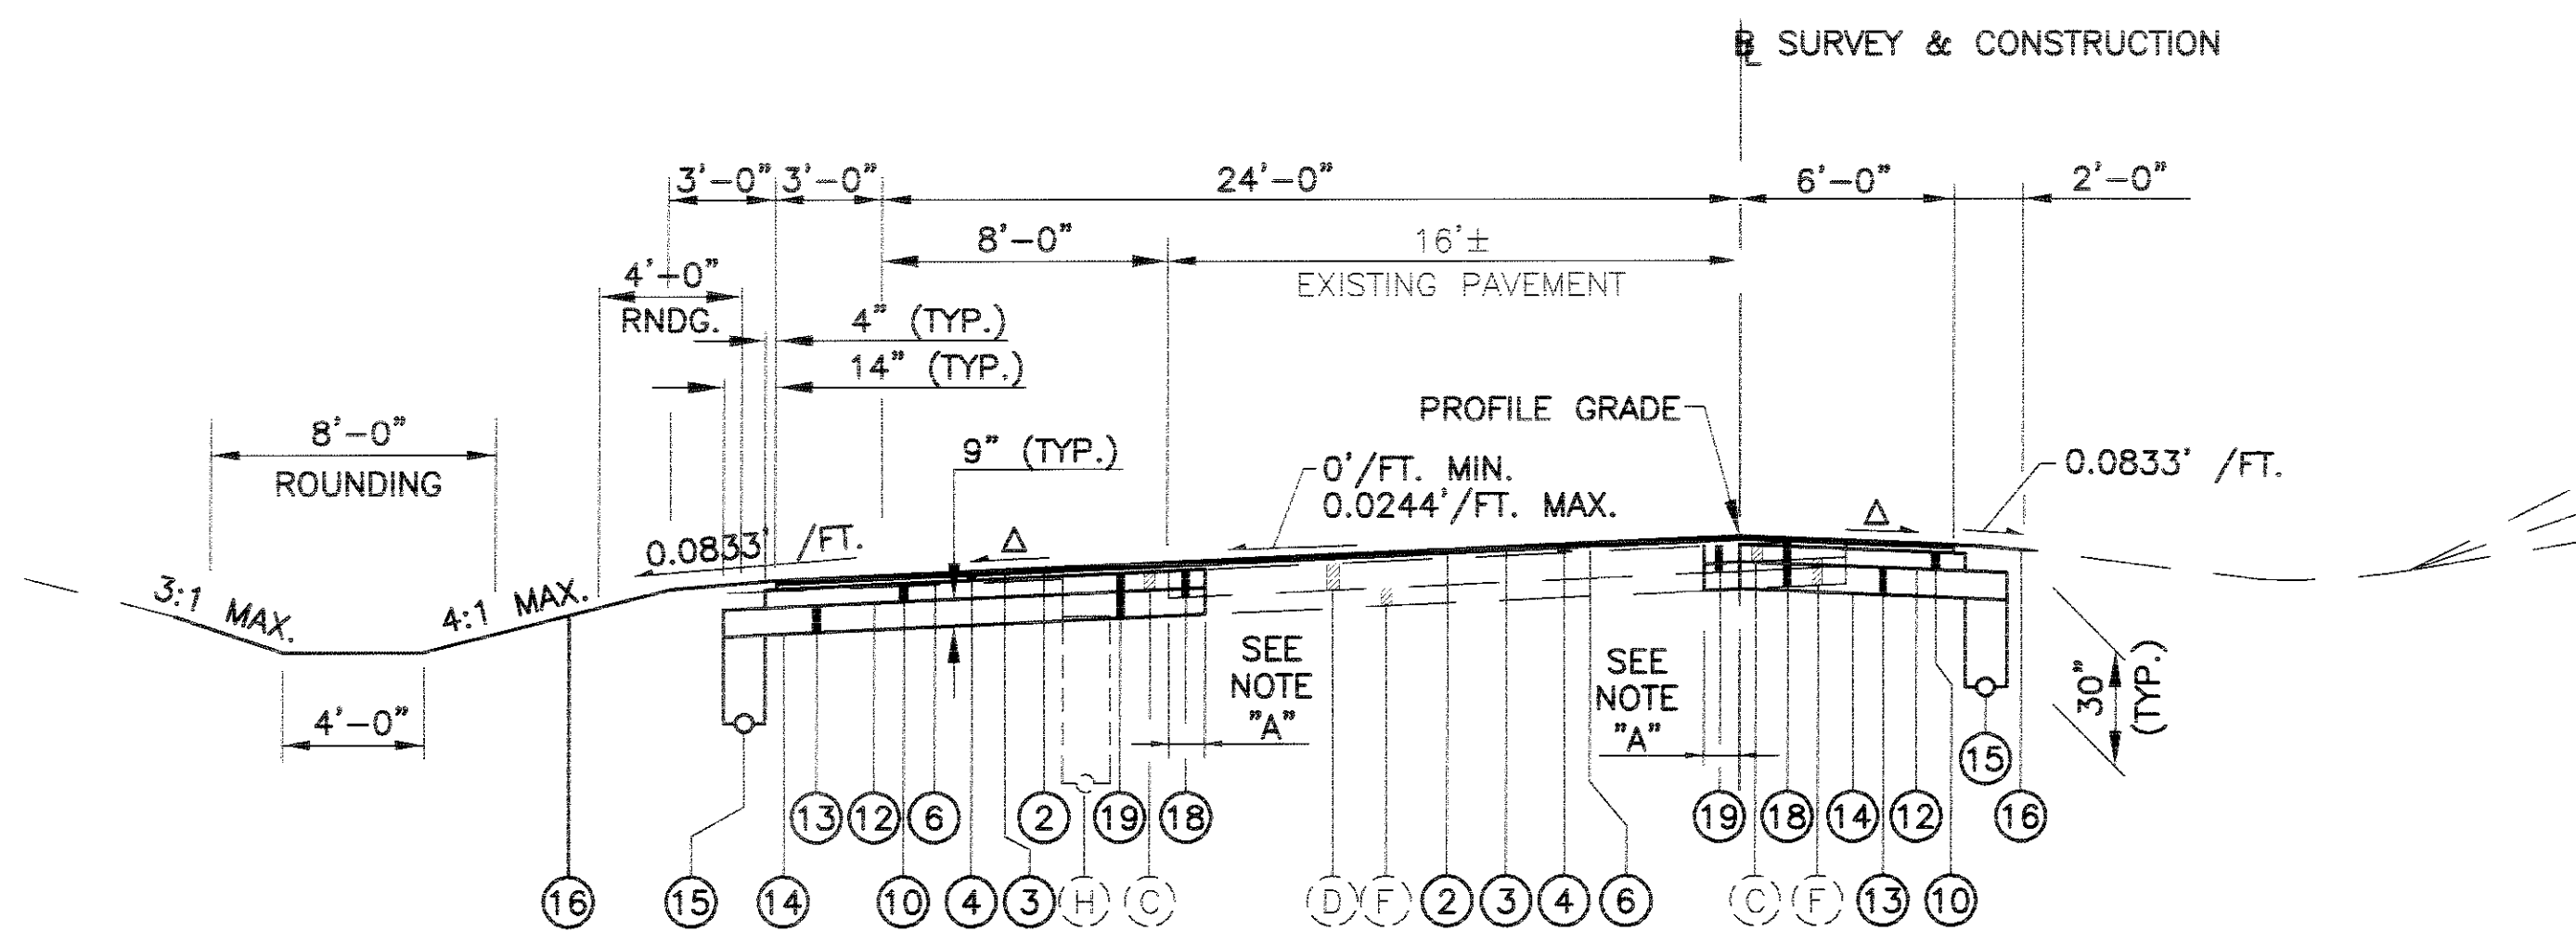 B SURVEY & CONSTRUCTION
L
3'-0" 3'-0" 24'-0" 6'-0" 2'-0"
8'-0" 16'±
EXISTING PAVEMENT
4'-0"
RNDG.
4" (TYP.)
14" (TYP.)
PROFILE GRADE
8'-0"
ROUNDING
9" (TYP.)
0'/FT. MIN.
0.0244'/FT. MAX.
0.0833' /FT.
0.0833' /FT.
Δ
Δ
3:1 MAX.
4:1 MAX.
4'-0"
SEE
NOTE
"A"
SEE
NOTE
"A"
30"
(TYP.)
15
13 12 6 2 19 18 19 18 14 12 16
16 15 14 10 4 3 H C D F 2 3 4 6 C F 13 10